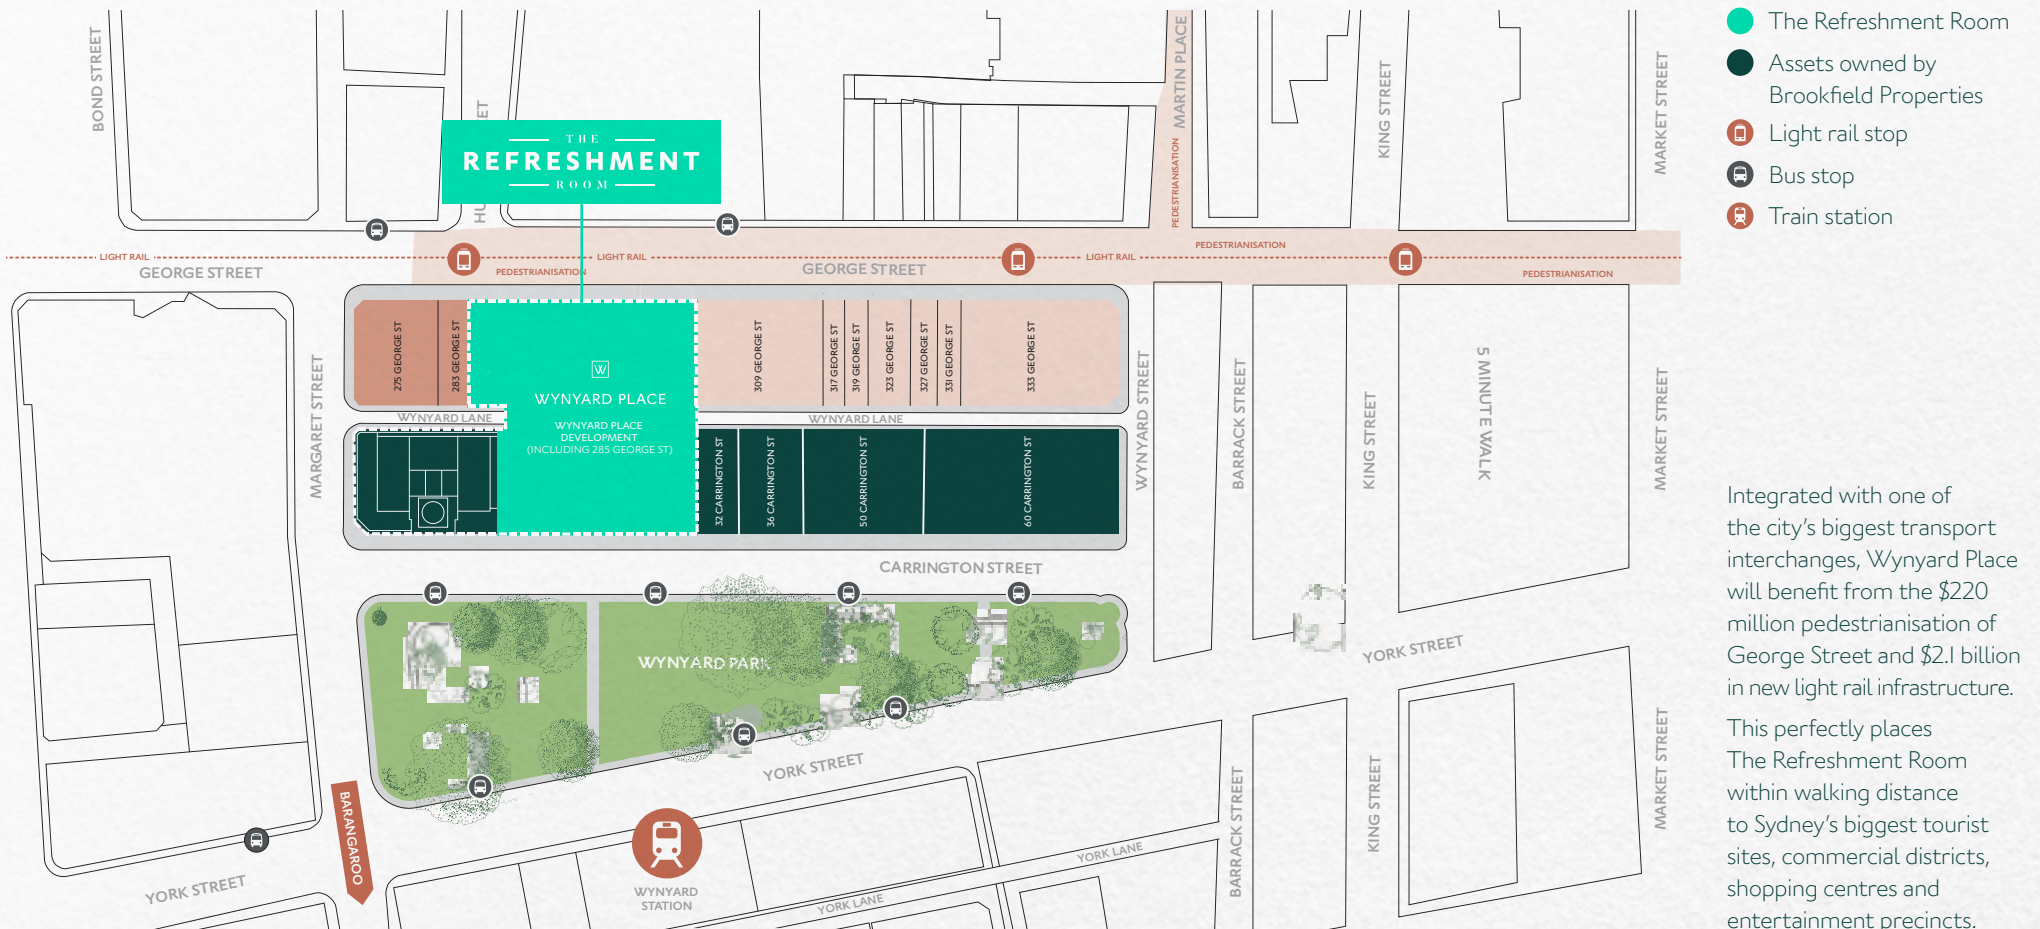 BOND STREET
HU
ET
MARTIN PLACE
PEDESTRIANISATION
KING STREET
MARKET STREET
THE
REFRESHMENT
ROOM
LIGHT RAIL
GEORGE STREET
PEDESTRIANISATION
LIGHT RAIL
GEORGE STREET
LIGHT RAIL
PEDESTRIANISATION
PEDESTRIANISATION
MARGARET STREET
275 GEORGE ST
283 GEORGE ST
W
WYNYARD PLACE
WYNYARD PLACE
DEVELOPMENT
(INCLUDING 285 GEORGE ST)
309 GEORGE ST
317 GEORGE ST
319 GEORGE ST
323 GEORGE ST
327 GEORGE ST
331 GEORGE ST
333 GEORGE ST
WYNYARD LANE
WYNYARD LANE
32 CARRINGTON ST
36 CARRINGTON ST
50 CARRINGTON ST
60 CARRINGTON ST
WYNYARD STREET
BARRACK STREET
KING STREET
5 MINUTE WALK
MARKET STREET
CARRINGTON STREET
WYNYARD PARK
YORK STREET
YORK STREET
BARANGAROO
YORK STREET
WYNYARD
STATION
YORK LANE
YORK LANE
BARRACK STREET
KING STREET
MARKET STREET
The Refreshment Room
Assets owned by
Brookfield Properties
Light rail stop
Bus stop
Train station
Integrated with one of
the city's biggest transport
interchanges, Wynyard Place
will benefit from the $220
million pedestrianisation of
George Street and $2.1 billion
in new light rail infrastructure.
This perfectly places
The Refreshment Room
within walking distance
to Sydney's biggest tourist
sites, commercial districts,
shopping centres and
entertainment precincts.